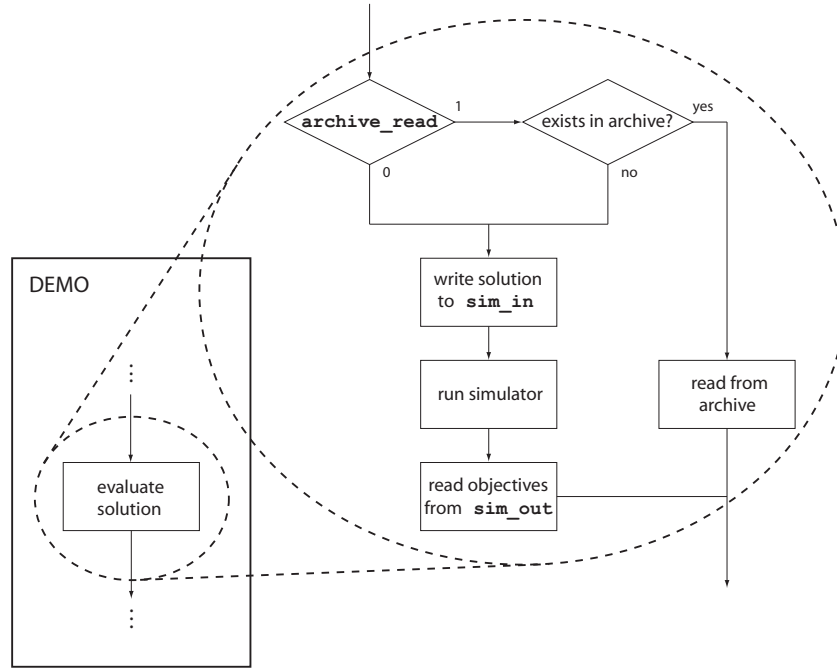 archive_read
1
exists in archive?
yes
0
no
write solution
to sim_in
DEMO
run simulator
read from
archive
evaluate
solution
read objectives
from sim_out